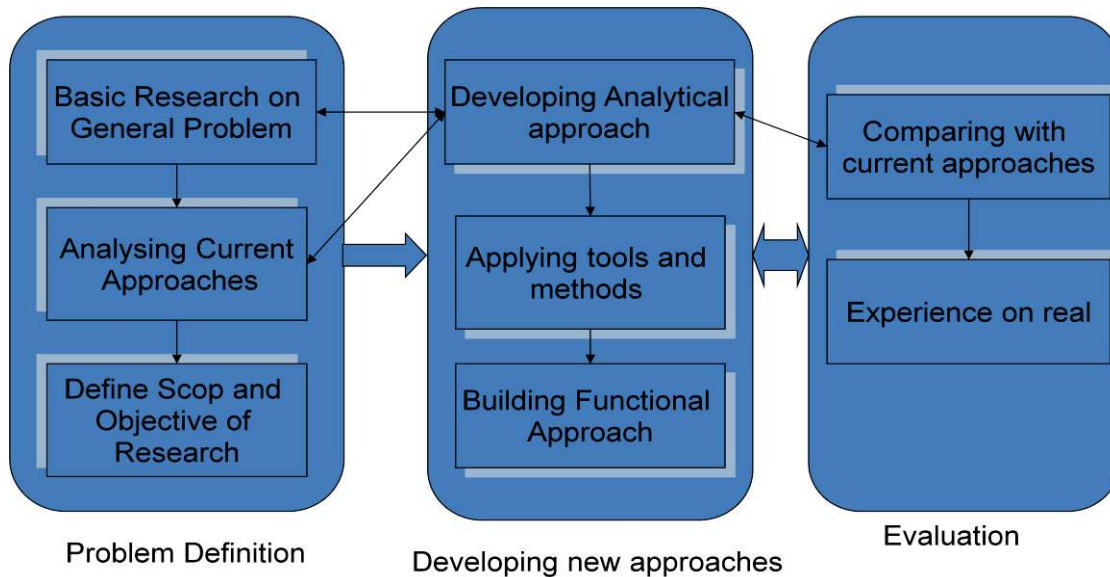 Basic Research on
General Problem
Analysing Current
Approaches
Define Scop and
Objective of
Research
Problem Definition
Developing Analytical
approach
Applying tools and
methods
Building Functional
Approach
Developing new approaches
Comparing with
current approaches
Experience on real
Evaluation